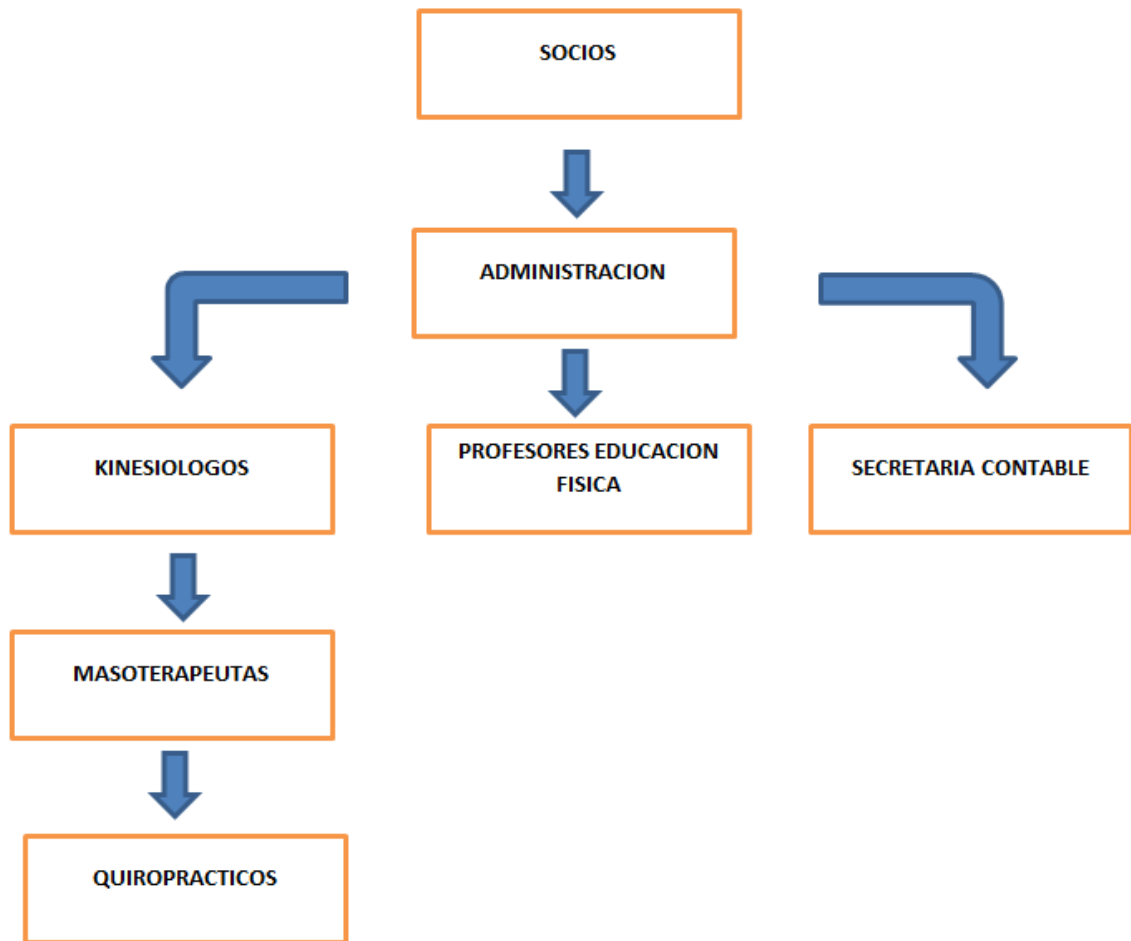 SOCIOS
ADMINISTRACION
KINESIOLOGOS
PROFESORES EDUCACION
FISICA
SECRETARIA CONTABLE
MASOTERAPEUTAS
QUIROPRACTICOS